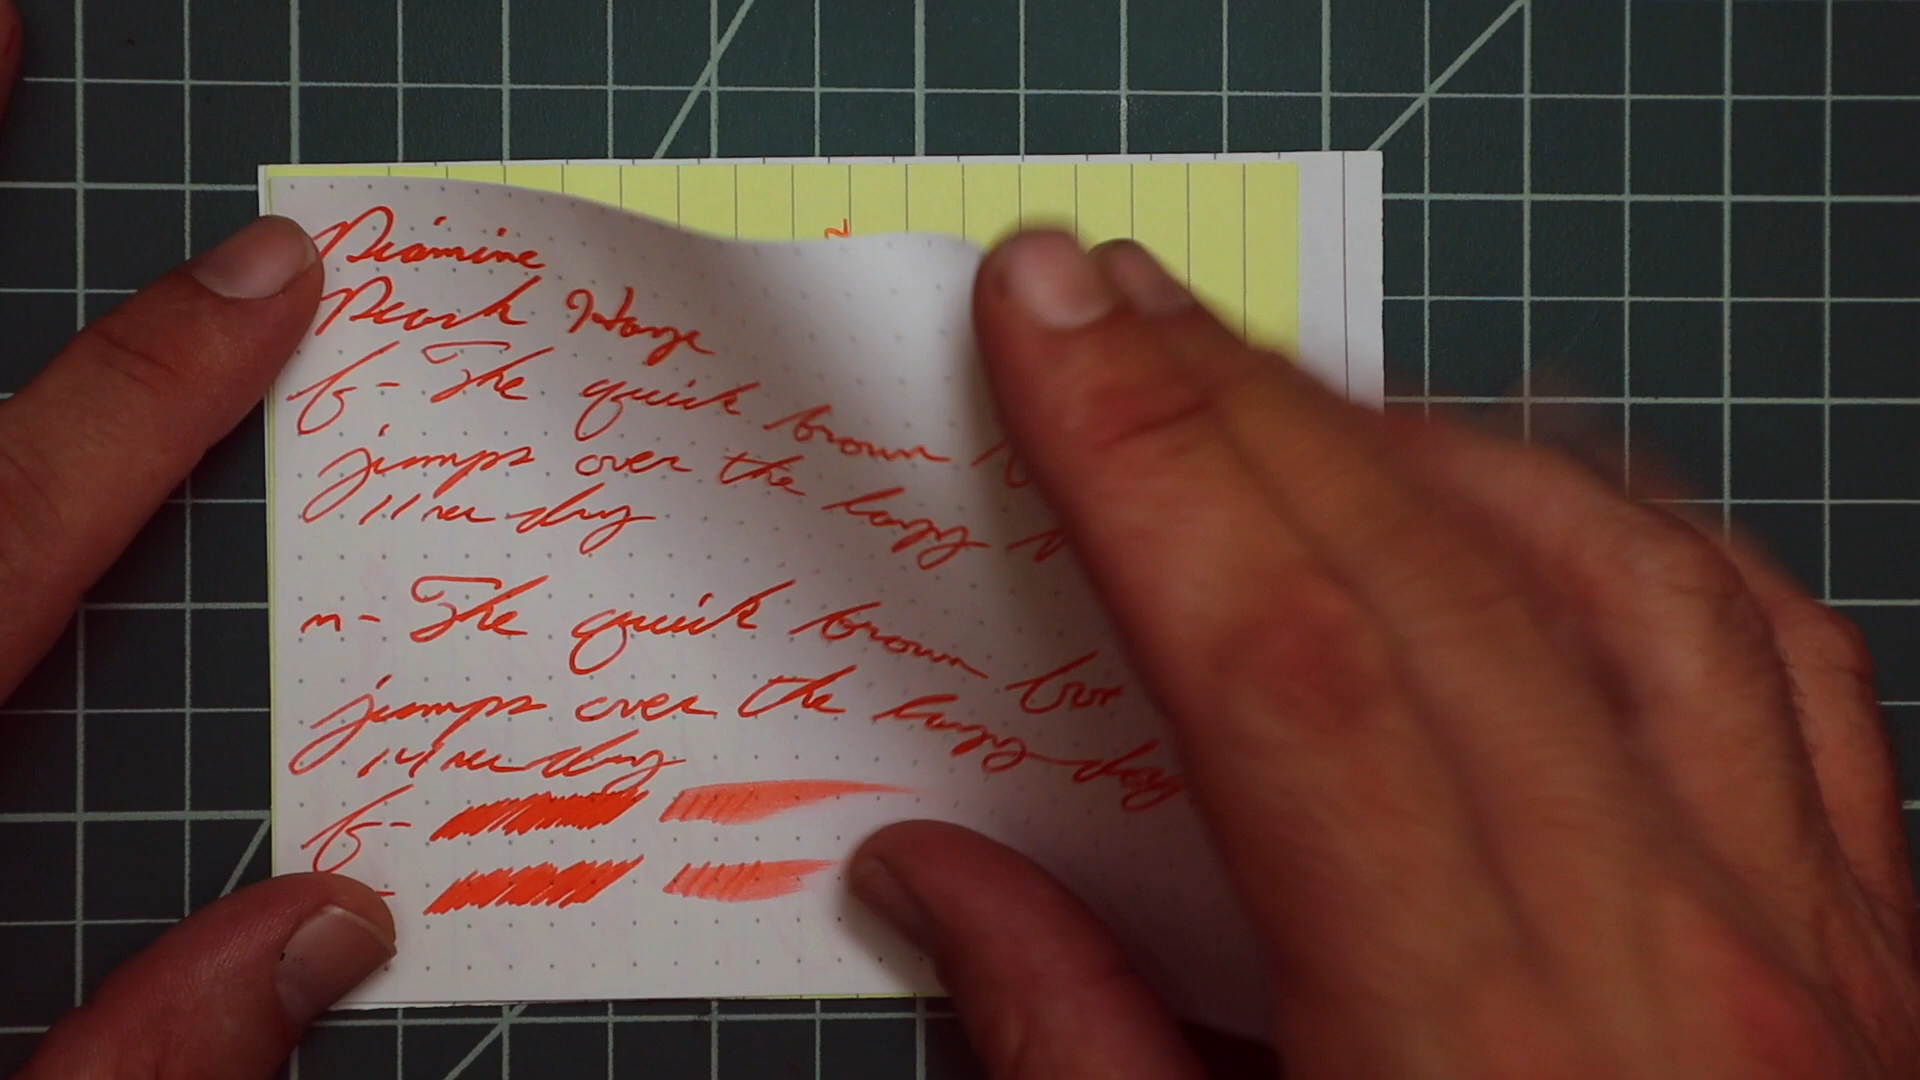 Diamine
Peach Haze
f- The quick brown
jumps over the lazy
11 sec dry
m- The quick brown fox
jumps over the lazy dog
14 sec dry
f-